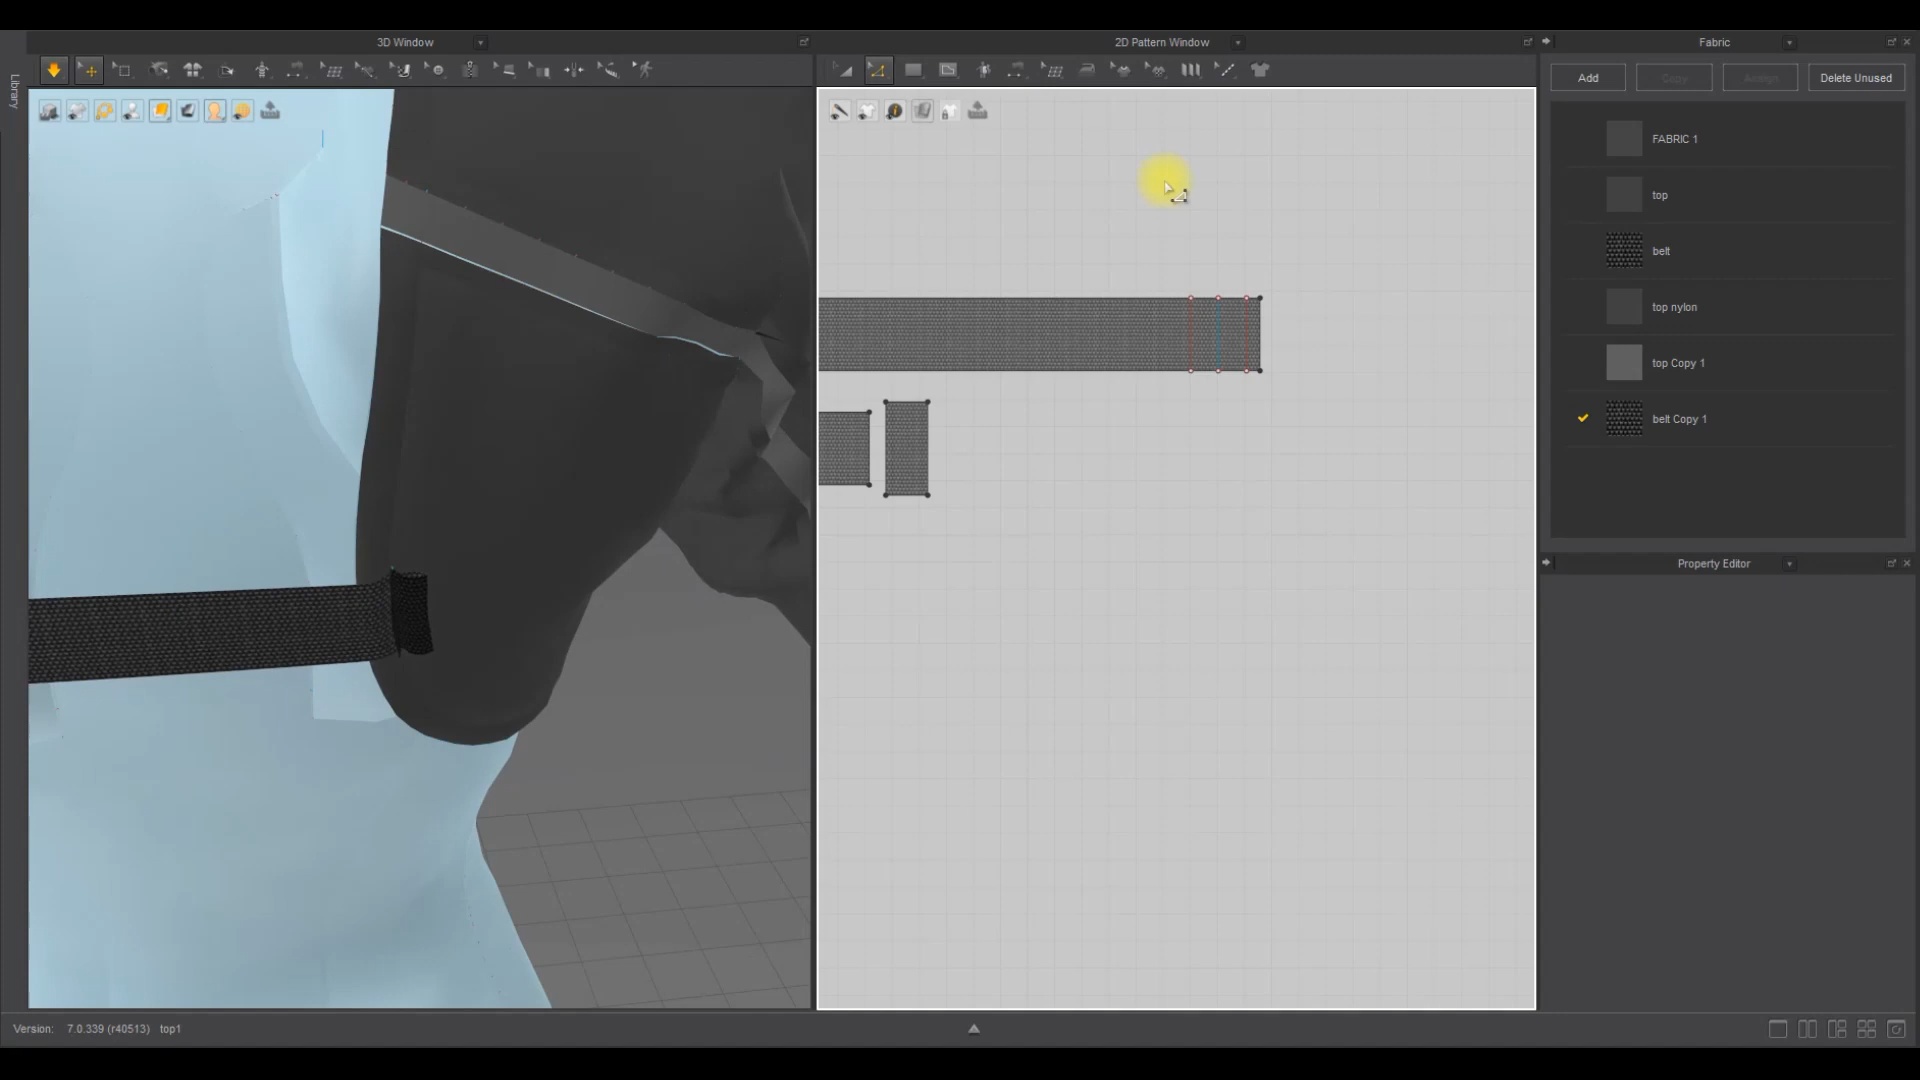 3D Window
2D Pattern Window
Fabric
Library
Add
Copy
Assign
Delete Unused
FABRIC 1
top
belt
top nylon
top Copy 1
belt Copy 1
Property Editor
Version: 7.0.339 (r40513) top1